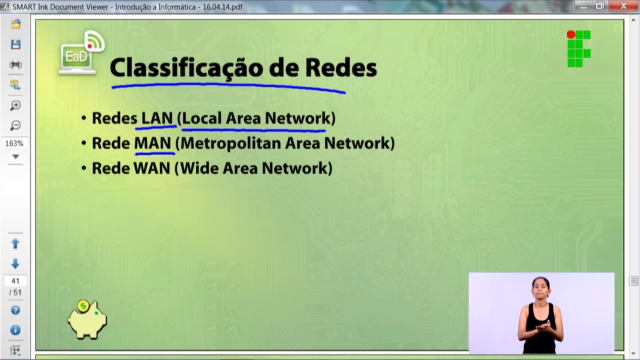 SMART Ink Document Viewer - Introdução a Informática - 16.04.14.pdf
EaD
Classificação de Redes
• Redes LAN (Local Area Network)
• Rede MAN (Metropolitan Area Network)
• Rede WAN (Wide Area Network)
163%
41
/ 51